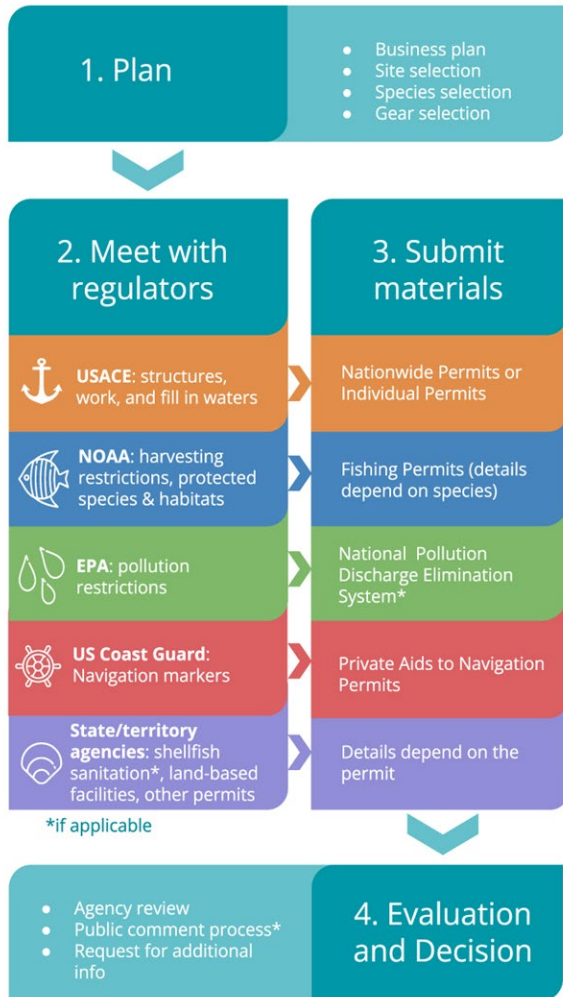 1. Plan
● Business plan
● Site selection
● Species selection
● Gear selection
2. Meet with
regulators
3. Submit
materials
USACE: structures,
work, and fill in waters
Nationwide Permits or
Individual Permits
NOAA: harvesting
restrictions, protected
species & habitats
Fishing Permits (details
depend on species)
EPA: pollution
restrictions
National Pollution
Discharge Elimination
System*
US Coast Guard:
Navigation markers
Private Aids to Navigation
Permits
State/territory
agencies: shellfish
sanitation*, land-based
facilities, other permits
Details depend on the
permit
*if applicable
● Agency review
● Public comment process*
● Request for additional
info
4. Evaluation
and Decision